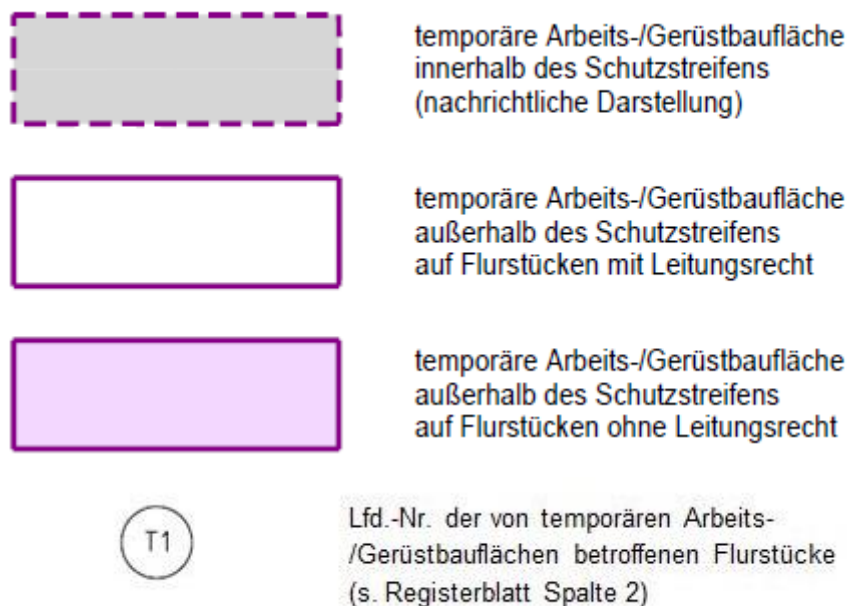 temporäre Arbeits-/Gerüstbaufläche
innerhalb des Schutzstreifens
(nachrichtliche Darstellung)
temporäre Arbeits-/Gerüstbaufläche
außerhalb des Schutzstreifens
auf Flurstücken mit Leitungsrecht
temporäre Arbeits-/Gerüstbaufläche
außerhalb des Schutzstreifens
auf Flurstücken ohne Leitungsrecht
T1
Lfd.-Nr. der von temporären Arbeits-
/Gerüstbauflächen betroffenen Flurstücke
(s. Registerblatt Spalte 2)